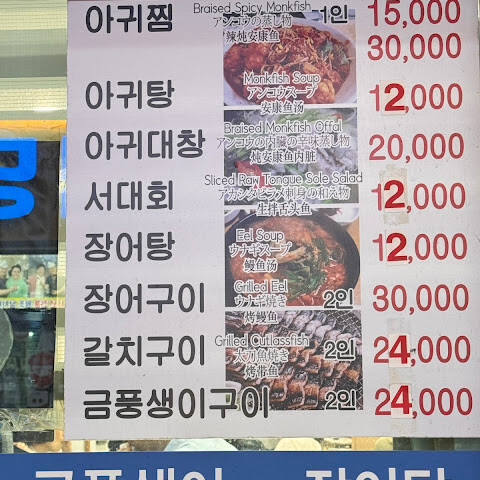 아귀찜 Braised Spicy Monkfish 1인 15,000
アンコウの蒸し物
辣炖安康鱼 30,000
아귀탕 Monkfish Soup 12,000
アンコウスープ
安康鱼汤
아귀대창 Braised Monkfish Offal 20,000
アンコウの内臓の辛味蒸し物
炖安康鱼内脏
서대회 Sliced Raw Tongue Sole Salad 12,000
アカシタビラメ刺身の和え物
生拌舌头鱼
장어탕 Eel Soup 12,000
ウナギスープ
鳗鱼汤
장어구이 Grilled Eel 2인 30,000
ウナギ焼き
烤鳗鱼
갈치구이 Grilled Cutlassfish 2인 24,000
太刀魚焼き
烤带鱼
금풍생이구이 2인 24,000
금풍생이 장어탕